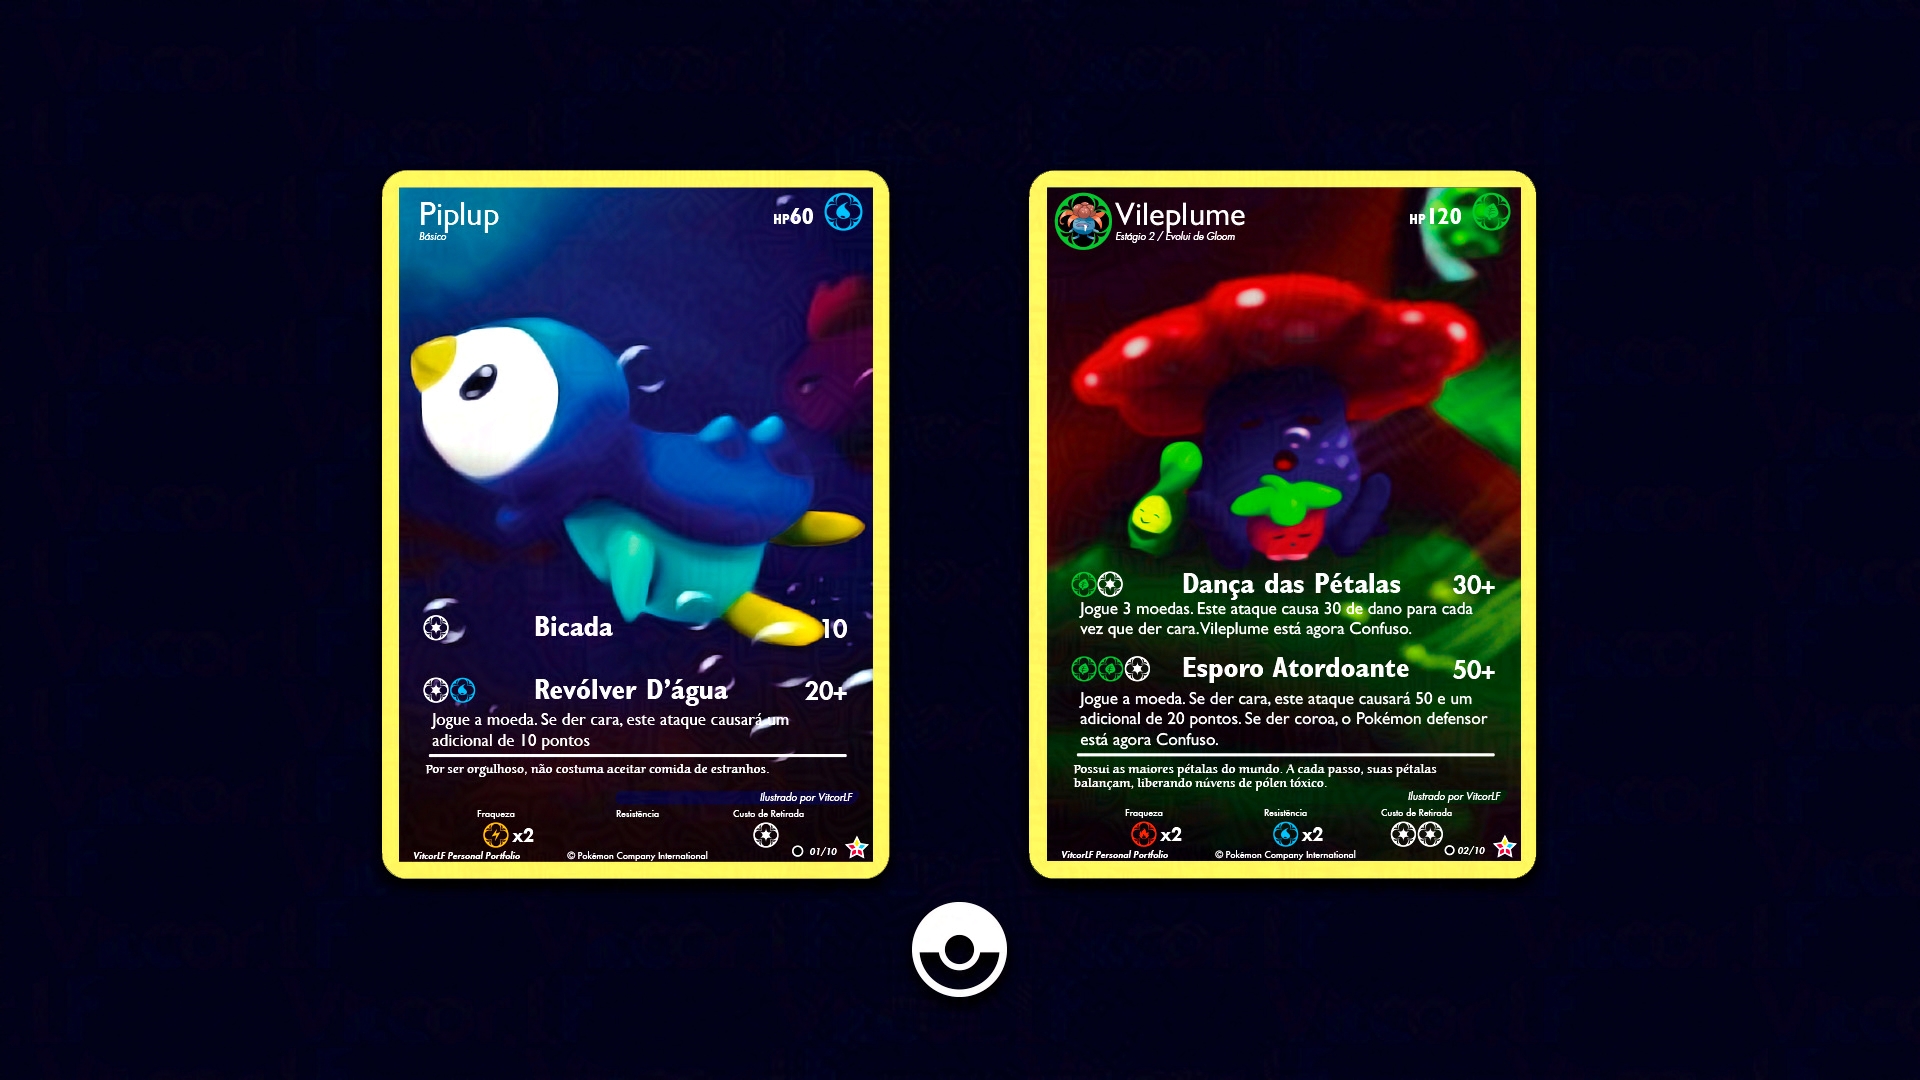 Piplup
Básico
HP60
Bicada
10
Revólver D'água
20+
Jogue a moeda. Se der cara, este ataque causará um
adicional de 10 pontos
Por ser orgulhoso, não costuma aceitar comida de estranhos.
Ilustrado por VitcorLF
Fraqueza
x2
Resistência
Custo de Retirada
VitcorLF Personal Portfolio
© Pokémon Company International
01/10
Vileplume
Estágio 2 / Evolui de Gloom
HP120
Dança das Pétalas
30+
Jogue 3 moedas. Este ataque causa 30 de dano para cada
vez que der cara.Vileplume está agora Confuso.
Esporo Atordoante
50+
Jogue a moeda. Se der cara, este ataque causará 50 e um
adicional de 20 pontos. Se der coroa, o Pokémon defensor
está agora Confuso.
Possui as maiores pétalas do mundo. A cada passo, suas pétalas
balançam, liberando núvens de pólen tóxico.
Ilustrado por VitcorLF
Fraqueza
x2
Resistência
x2
Custo de Retirada
VitcorLF Personal Portfolio
© Pokémon Company International
02/10